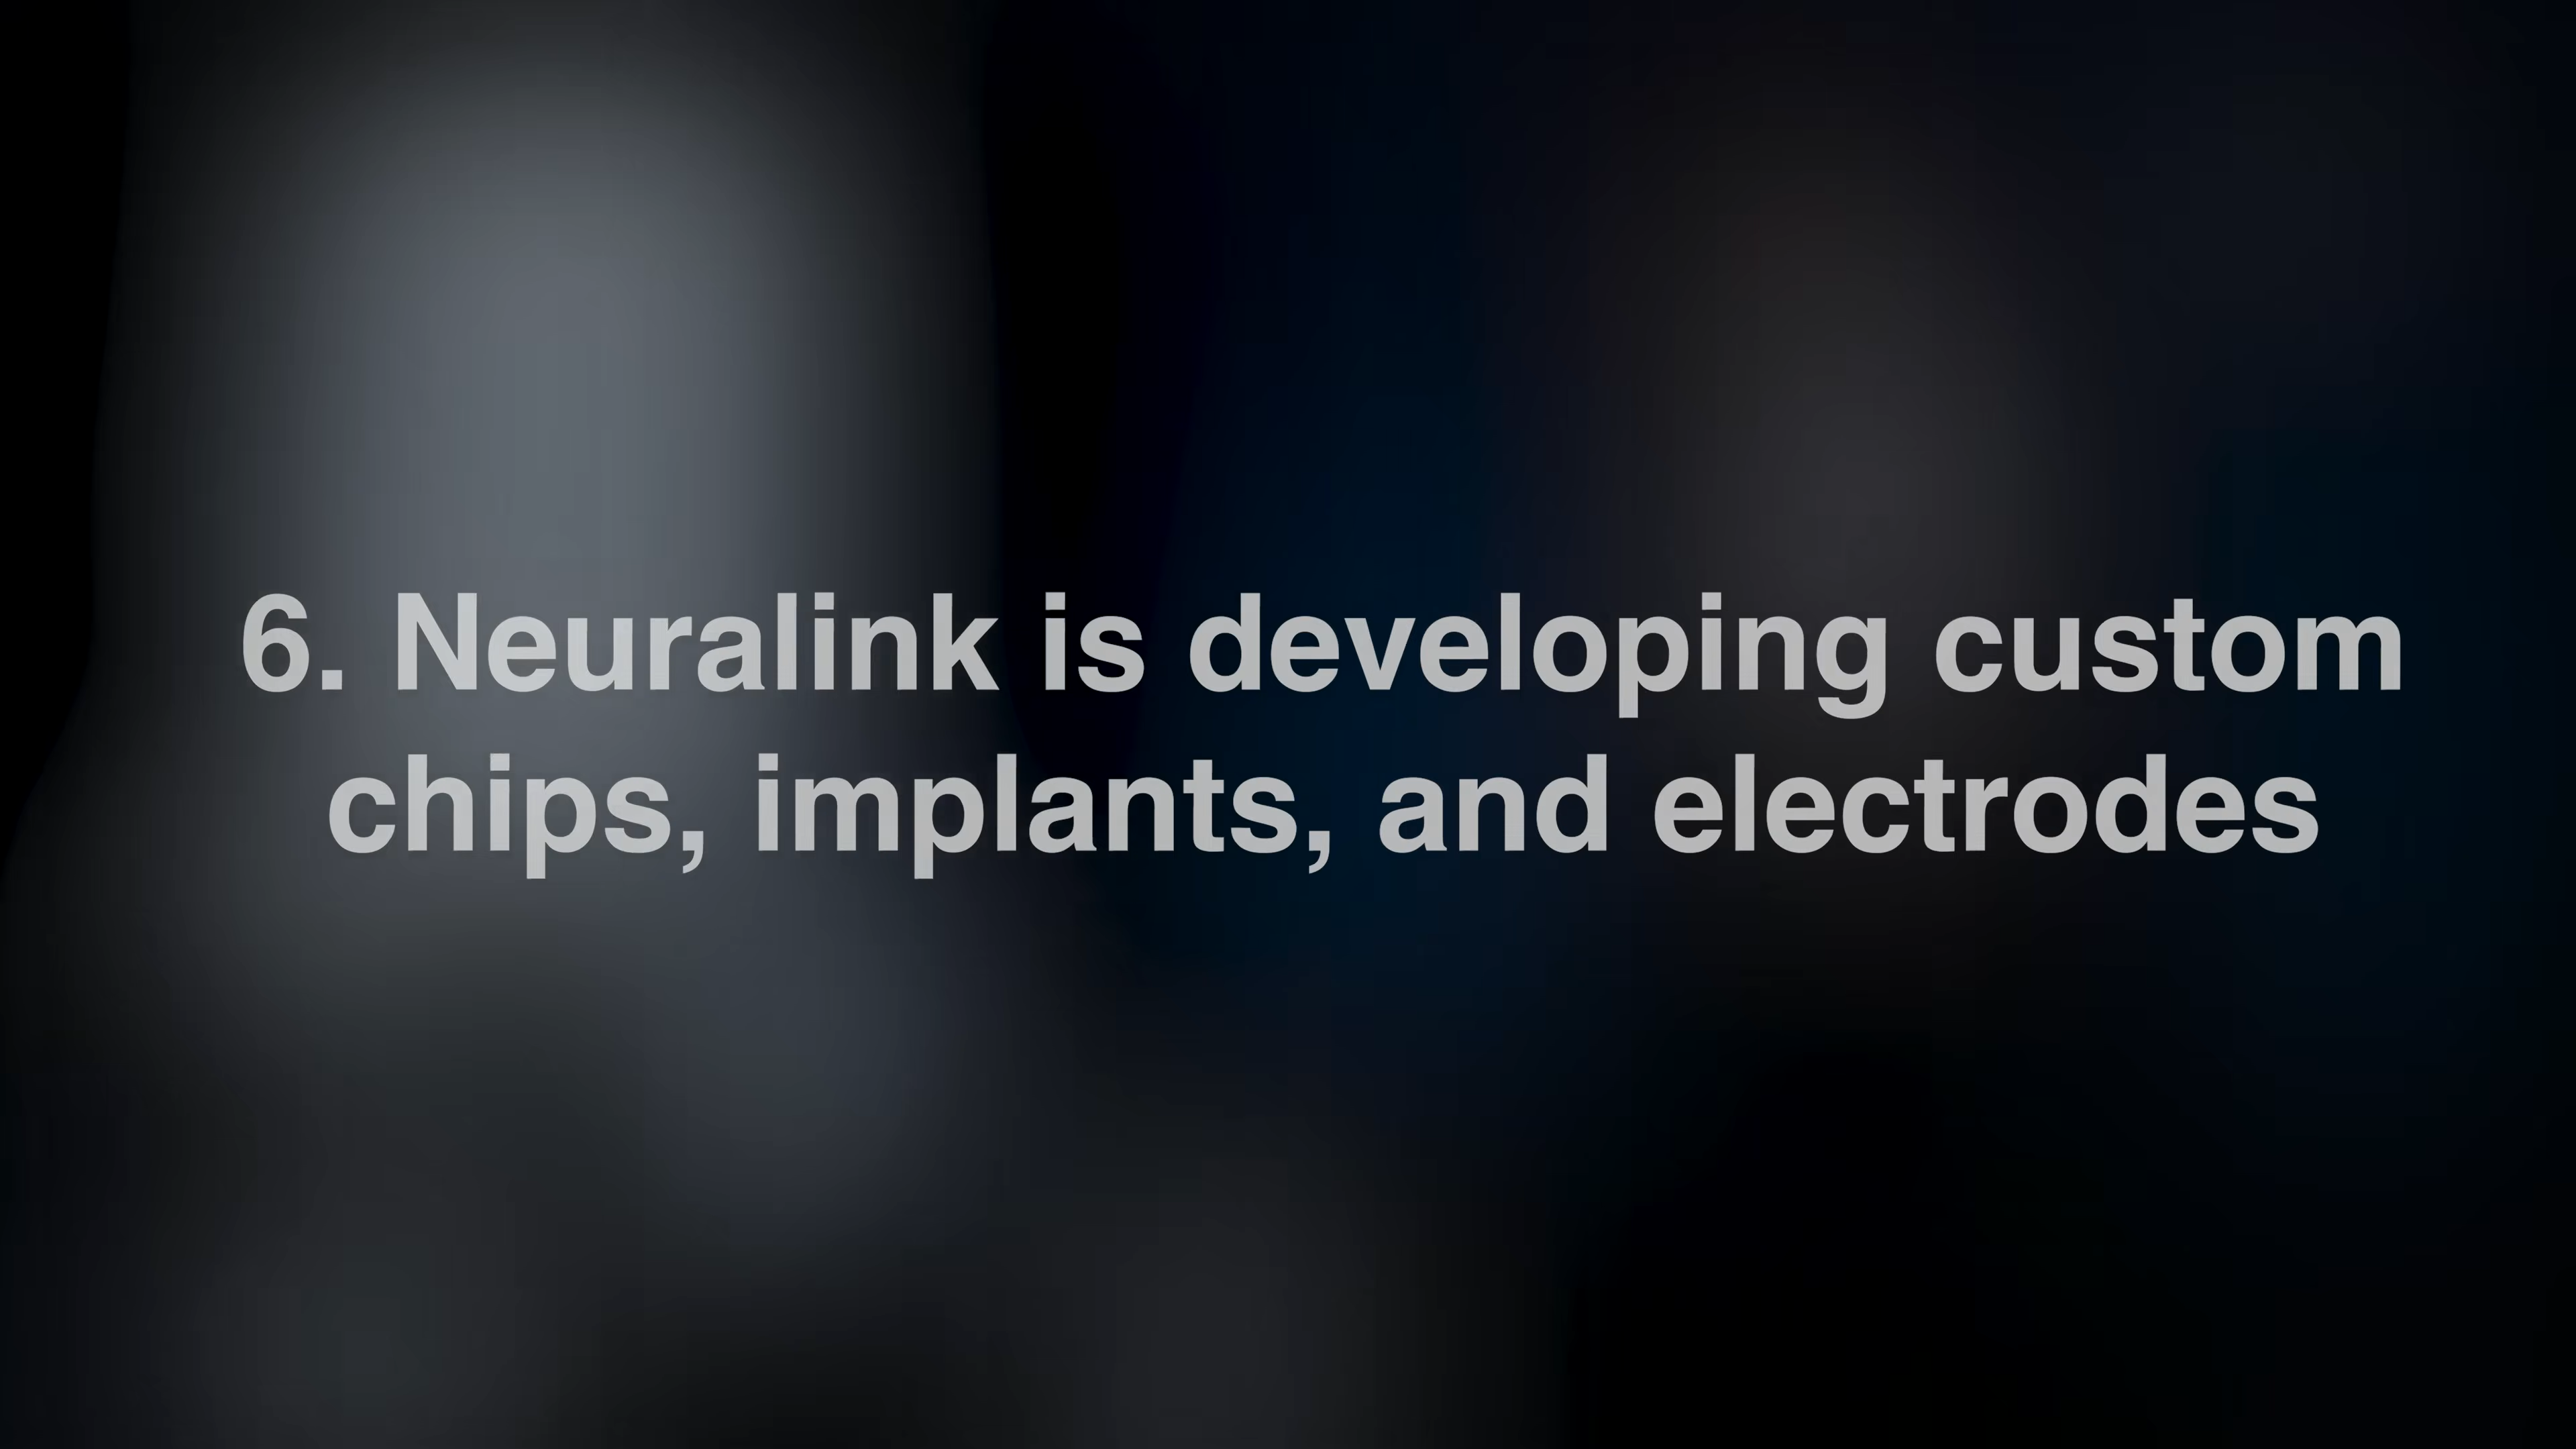 6. Neuralink is developing custom
chips, implants, and electrodes